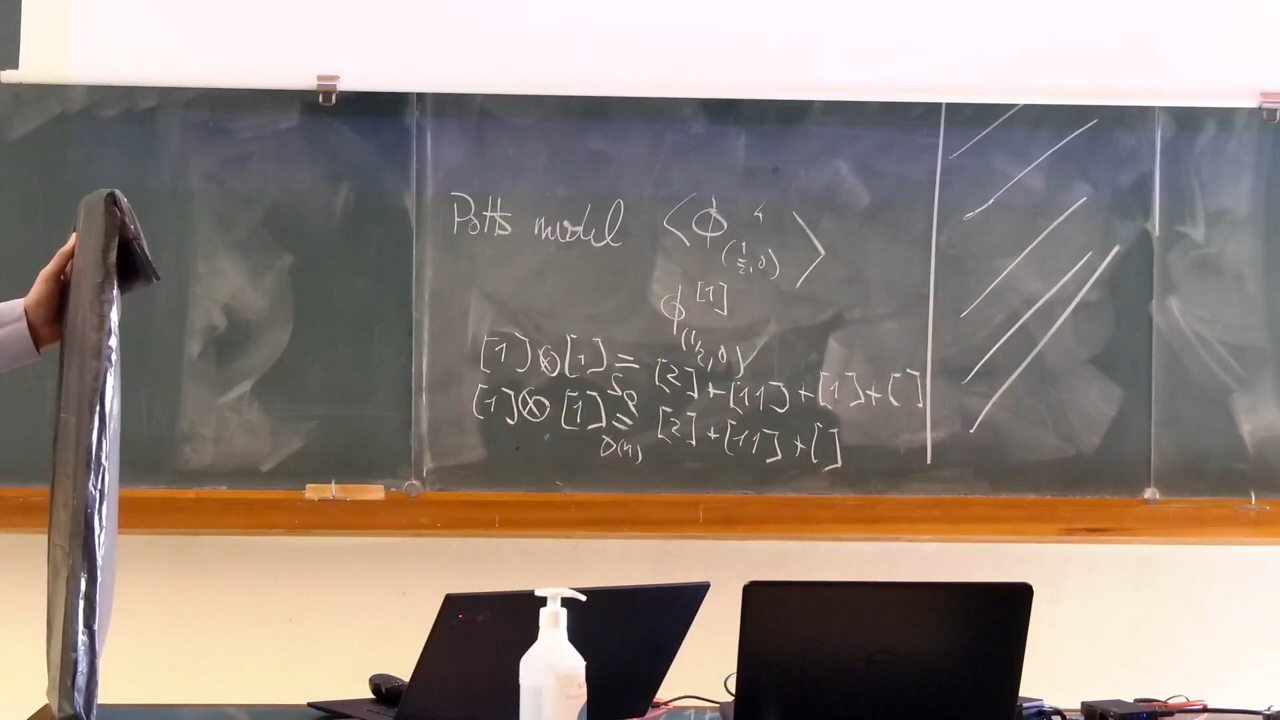 Potts model <ϕ⁴_(1/2,0)>
ϕ^[1]_(1/2,0)
[1]⊗[1] =_{S_Q} [2]+[11]+[1]+[]
[1]⊗[1] =_{O(n)} [2]+[11]+[]